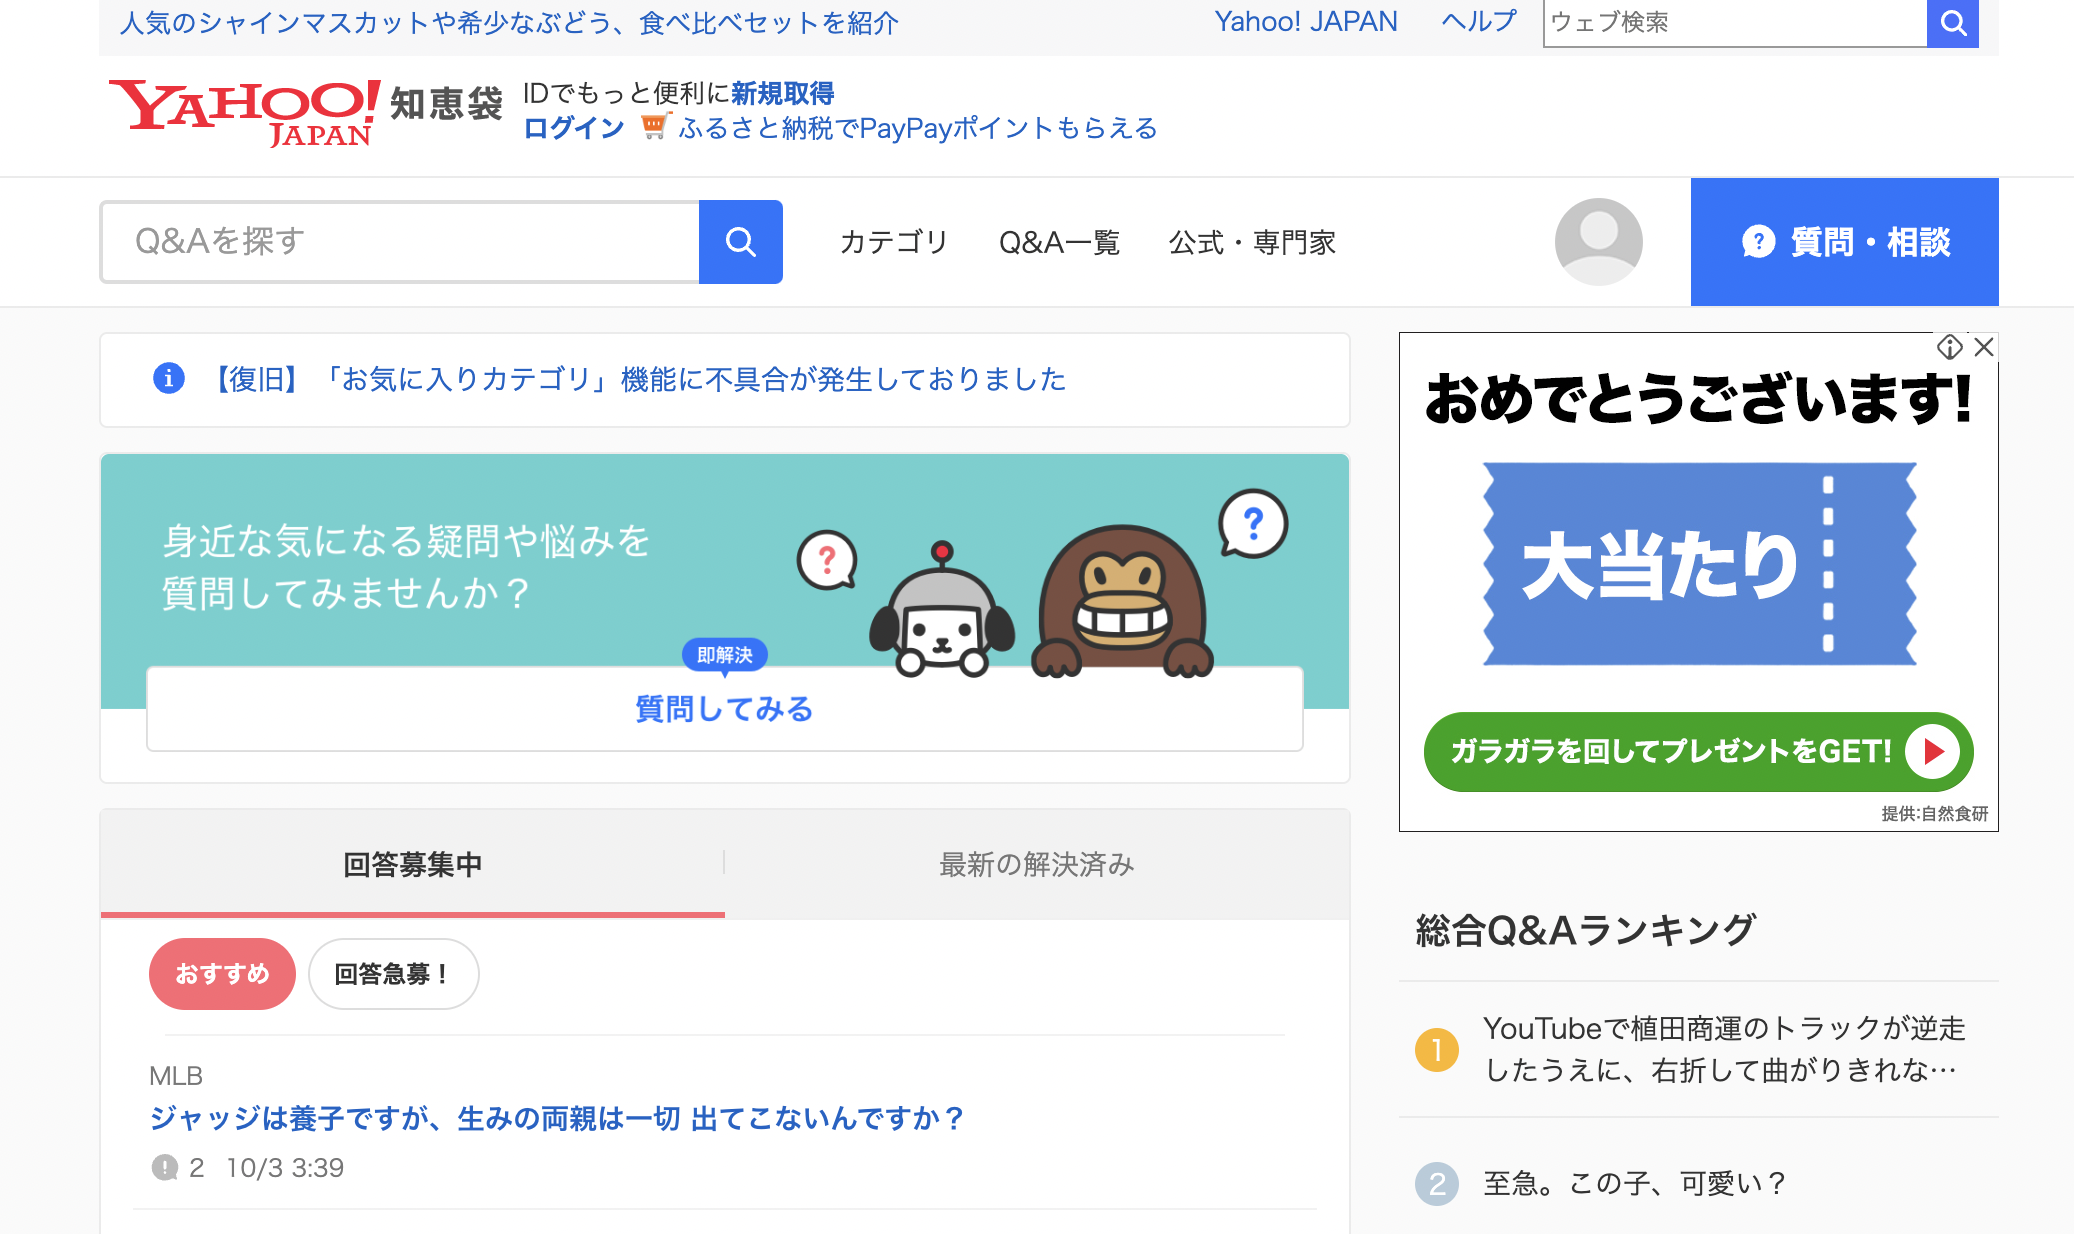 人気のシャインマスカットや希少なぶどう、食べ比べセットを紹介
Yahoo! JAPAN ヘルプ ウェブ検索
YAHOO! JAPAN 知恵袋
IDでもっと便利に新規取得
ログイン ふるさと納税でPayPayポイントもらえる
Q&Aを探す カテゴリ Q&A一覧 公式・専門家 質問・相談
【復旧】「お気に入りカテゴリ」機能に不具合が発生しておりました
身近な気になる疑問や悩みを
質問してみませんか？
?
?
即解決
質問してみる
回答募集中 最新の解決済み
おすすめ 回答急募！
MLB
ジャッジは養子ですが、生みの両親は一切 出てこないんですか？
2 10/3 3:39
おめでとうございます!
大当たり
ガラガラを回してプレゼントをGET!
提供:自然食研
総合Q&Aランキング
1 YouTubeで植田商運のトラックが逆走
したうえに、右折して曲がりきれな…
2 至急。この子、可愛い？